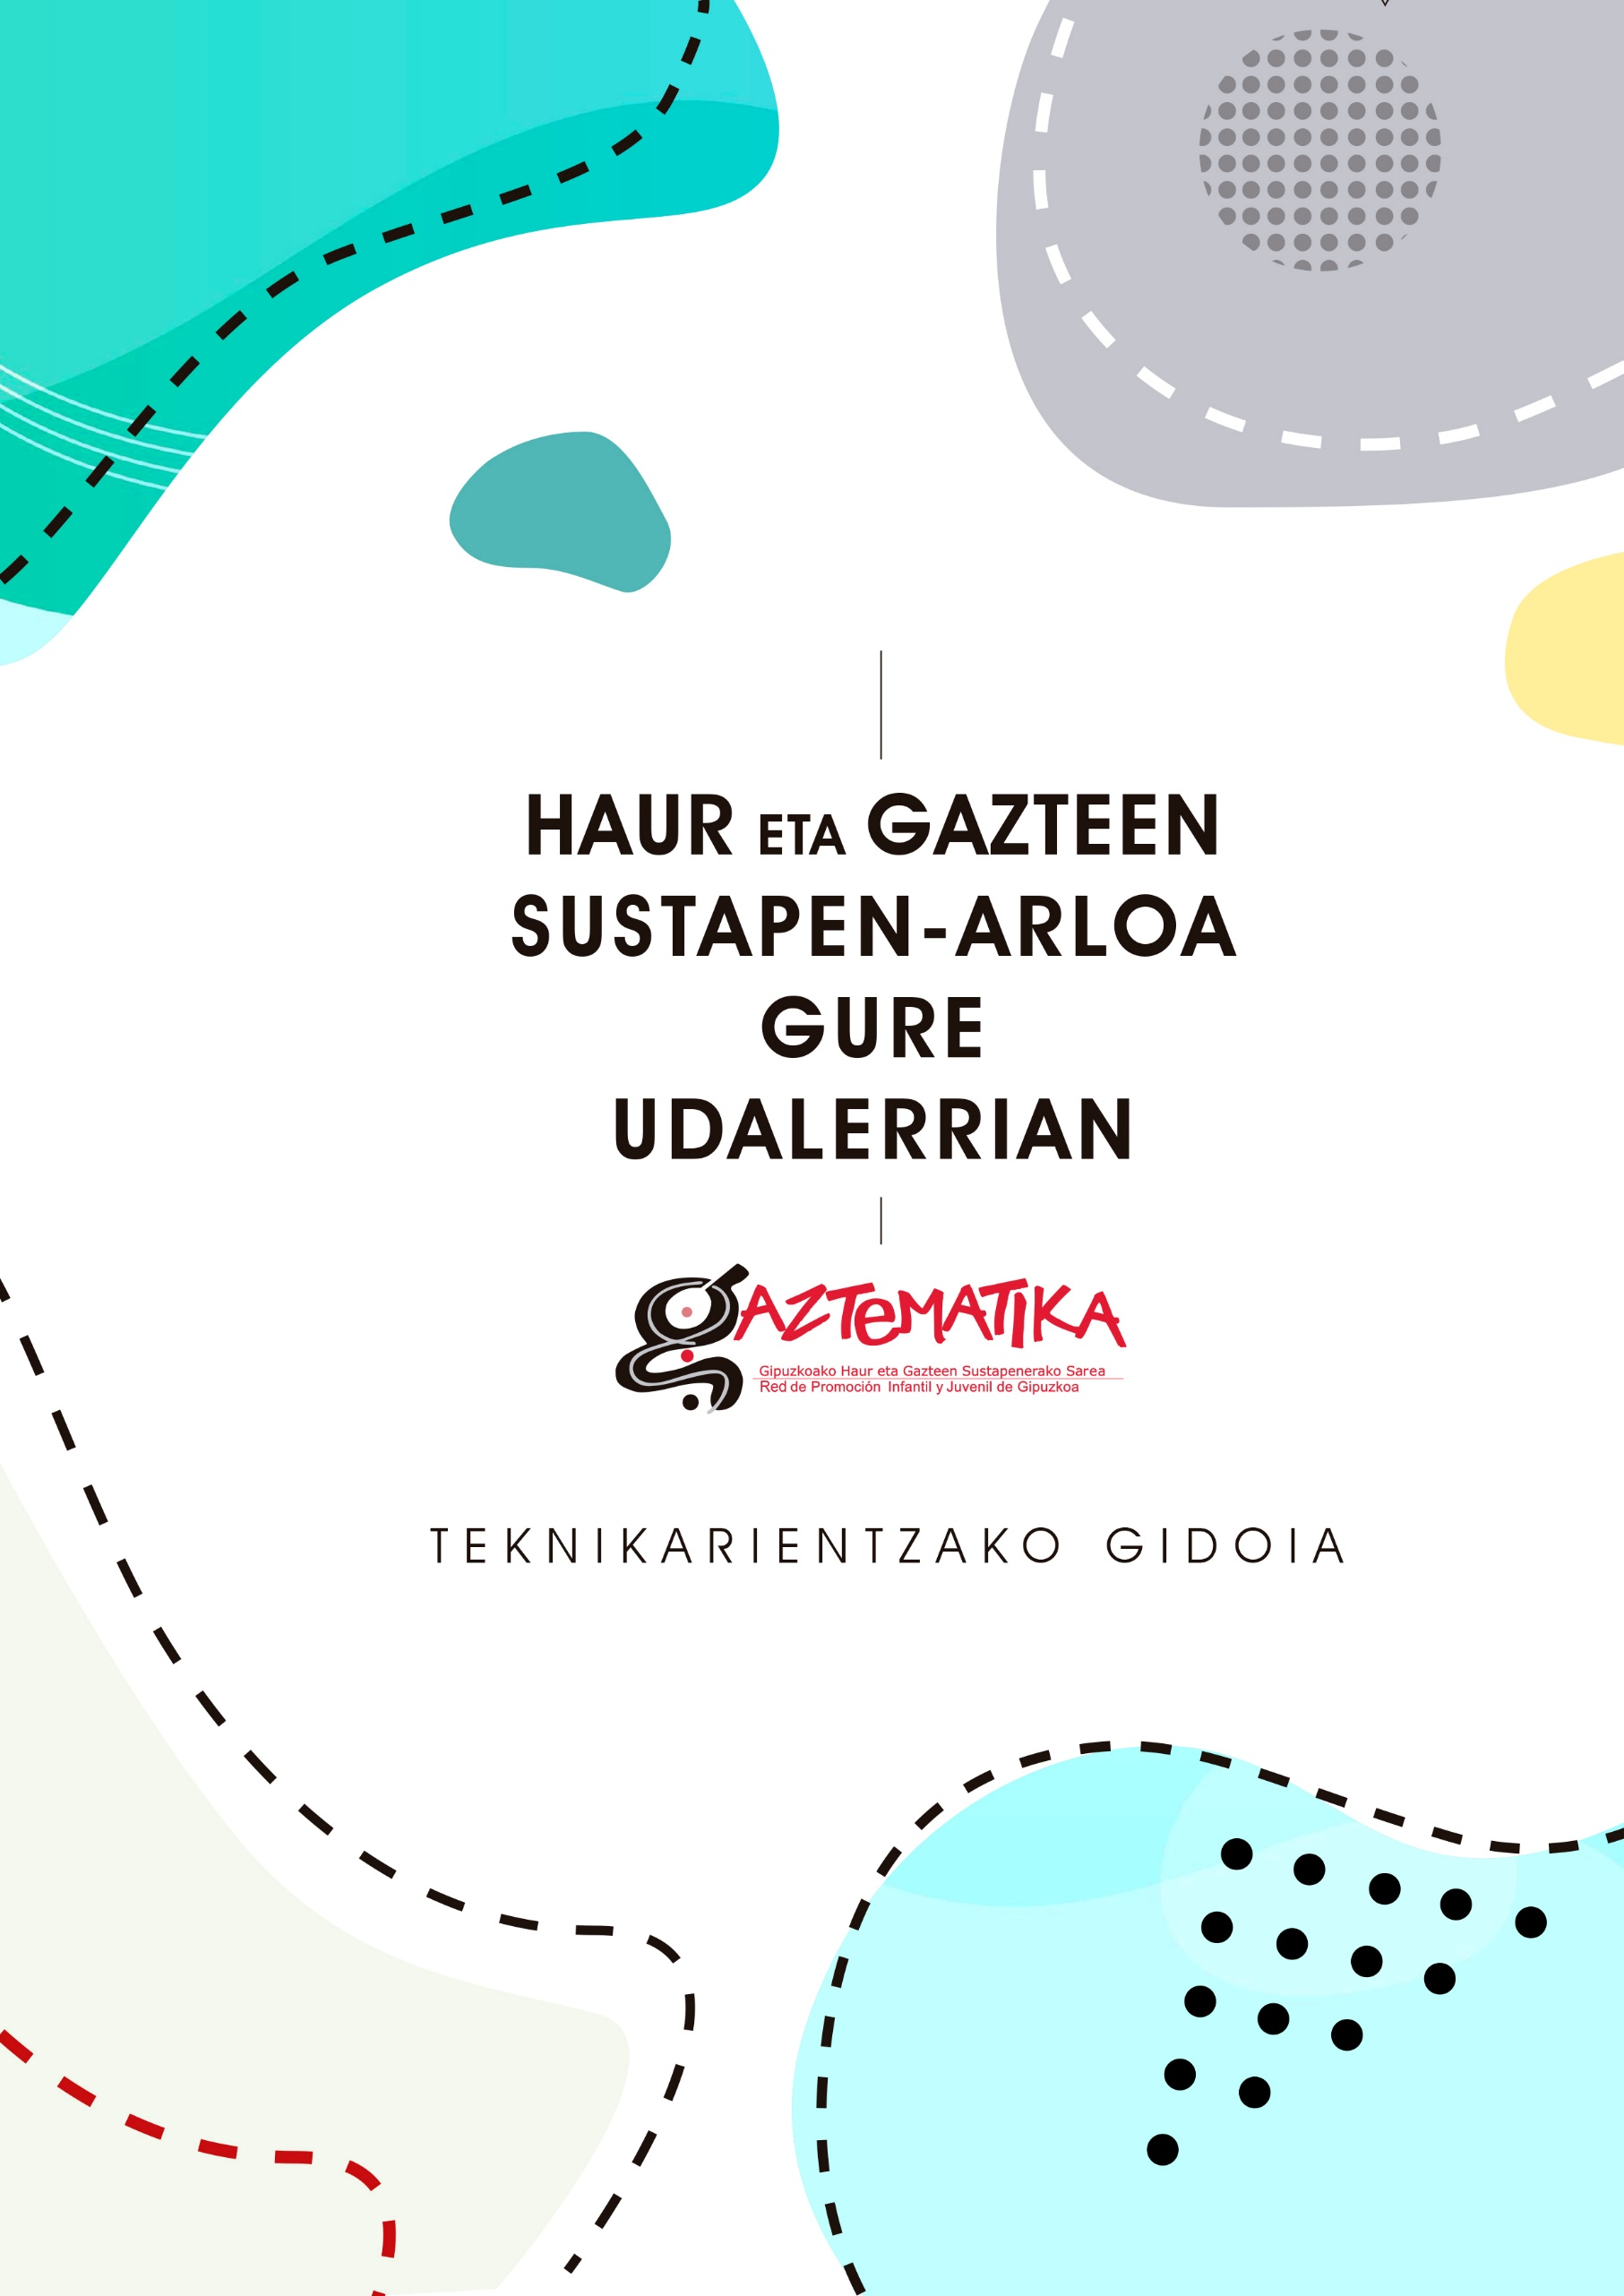 HAUR ETA GAZTEEN
SUSTAPEN-ARLOA
GURE
UDALERRIAN
gAZTeMATIKA
Gipuzkoako Haur eta Gazteen Sustapenerako Sarea
Red de Promoción Infantil y Juvenil de Gipuzkoa
TEKNIKARIENTZAKO GIDOIA